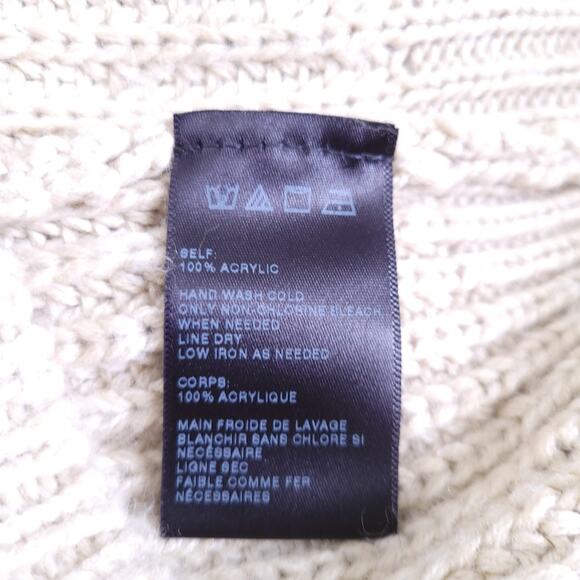 SELF:
100% ACRYLIC
HAND WASH COLD
ONLY NON-CHLORINE BLEACH
WHEN NEEDED
LINE DRY
LOW IRON AS NEEDED
CORPS:
100% ACRYLIQUE
MAIN FROIDE DE LAVAGE
BLANCHIR SANS CHLORE SI
NECÉSSAIRE
LIGNE SEC
FAIBLE COMME FER
NÉCESSAIRES